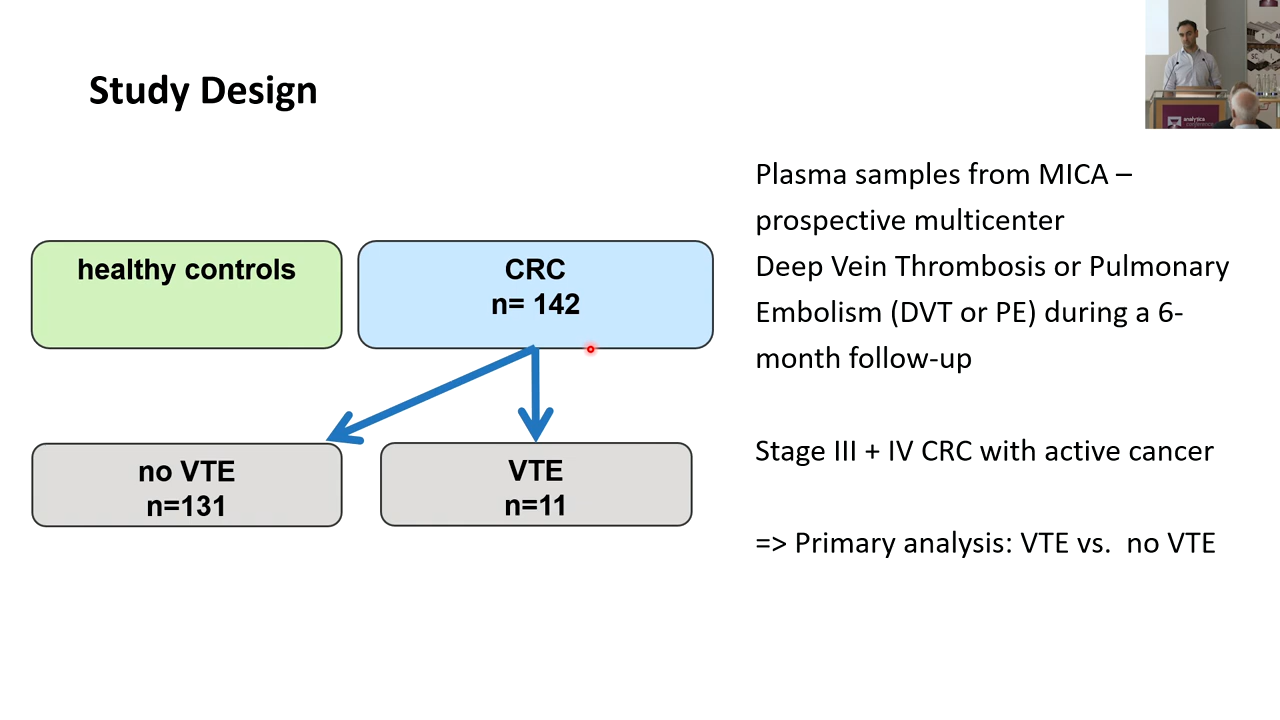 Study Design
healthy controls
CRC
n= 142
no VTE
n=131
VTE
n=11
Plasma samples from MICA –
prospective multicenter
Deep Vein Thrombosis or Pulmonary
Embolism (DVT or PE) during a 6-
month follow-up
Stage III + IV CRC with active cancer
=> Primary analysis: VTE vs.  no VTE
analytica
conference